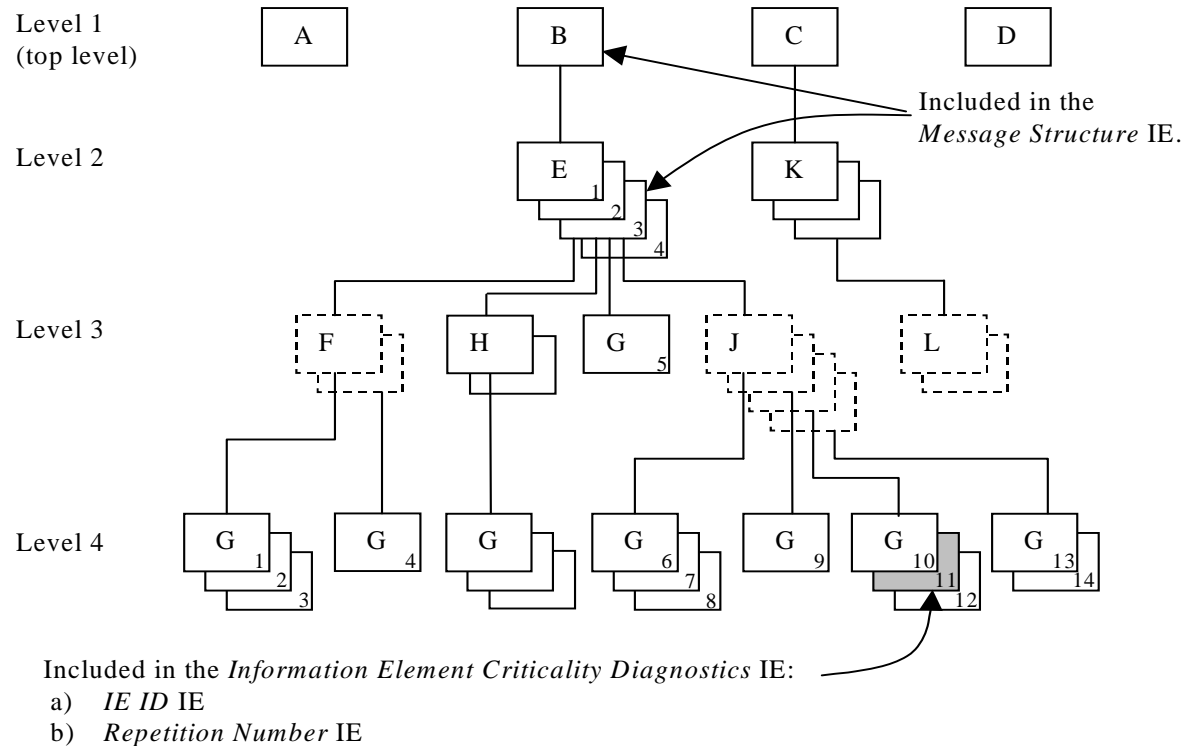 Level 1
(top level)
A
B
C
D
Included in the
Message Structure IE.
Level 2
E
1
2
3
4
K
Level 3
F
H
G
5
J
L
Level 4
G
1
2
3
G
4
G
G
6
7
8
G
9
G
10
11
12
G
13
14
Included in the Information Element Criticality Diagnostics IE:
a) IE ID IE
b) Repetition Number IE